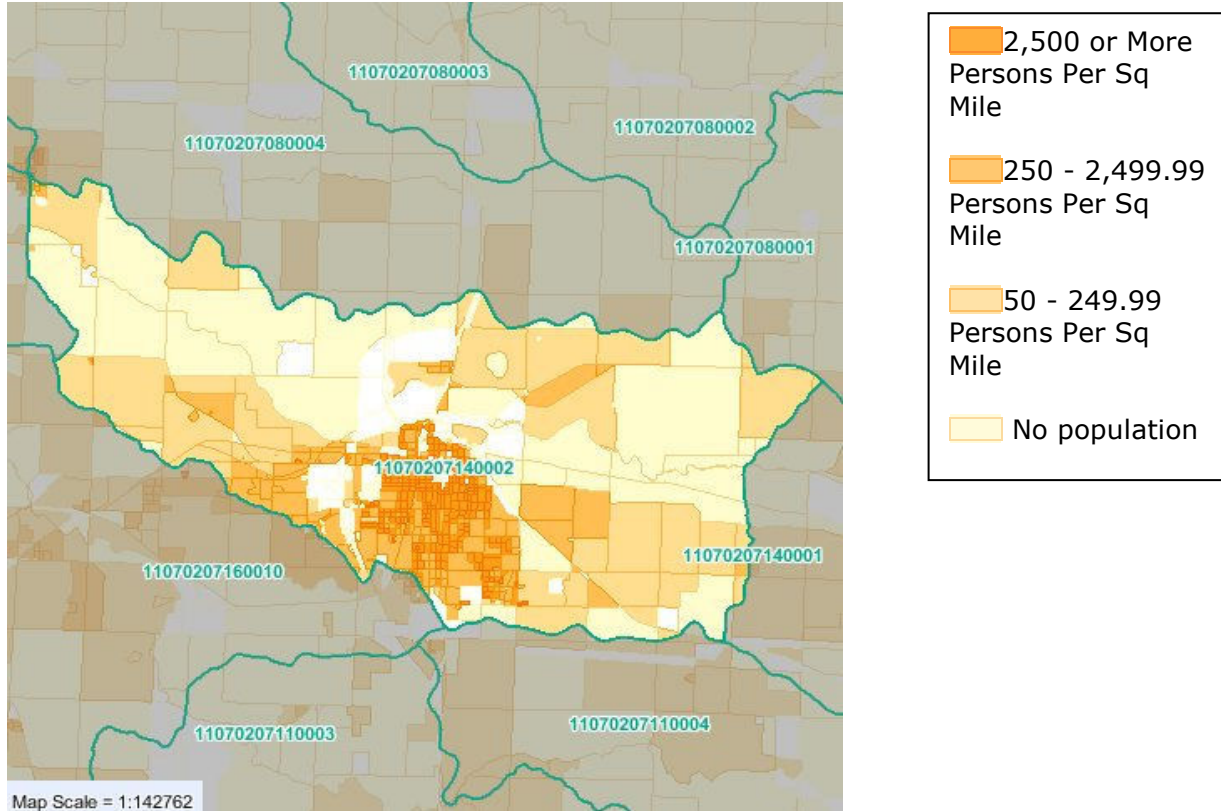 11070207080003
11070207080002
11070207080004
11070207080001
11070207140002
11070207140001
11070207160010
11070207110004
11070207110003
Map Scale = 1:142762
2,500 or More
Persons Per Sq
Mile
250 - 2,499.99
Persons Per Sq
Mile
50 - 249.99
Persons Per Sq
Mile
No population